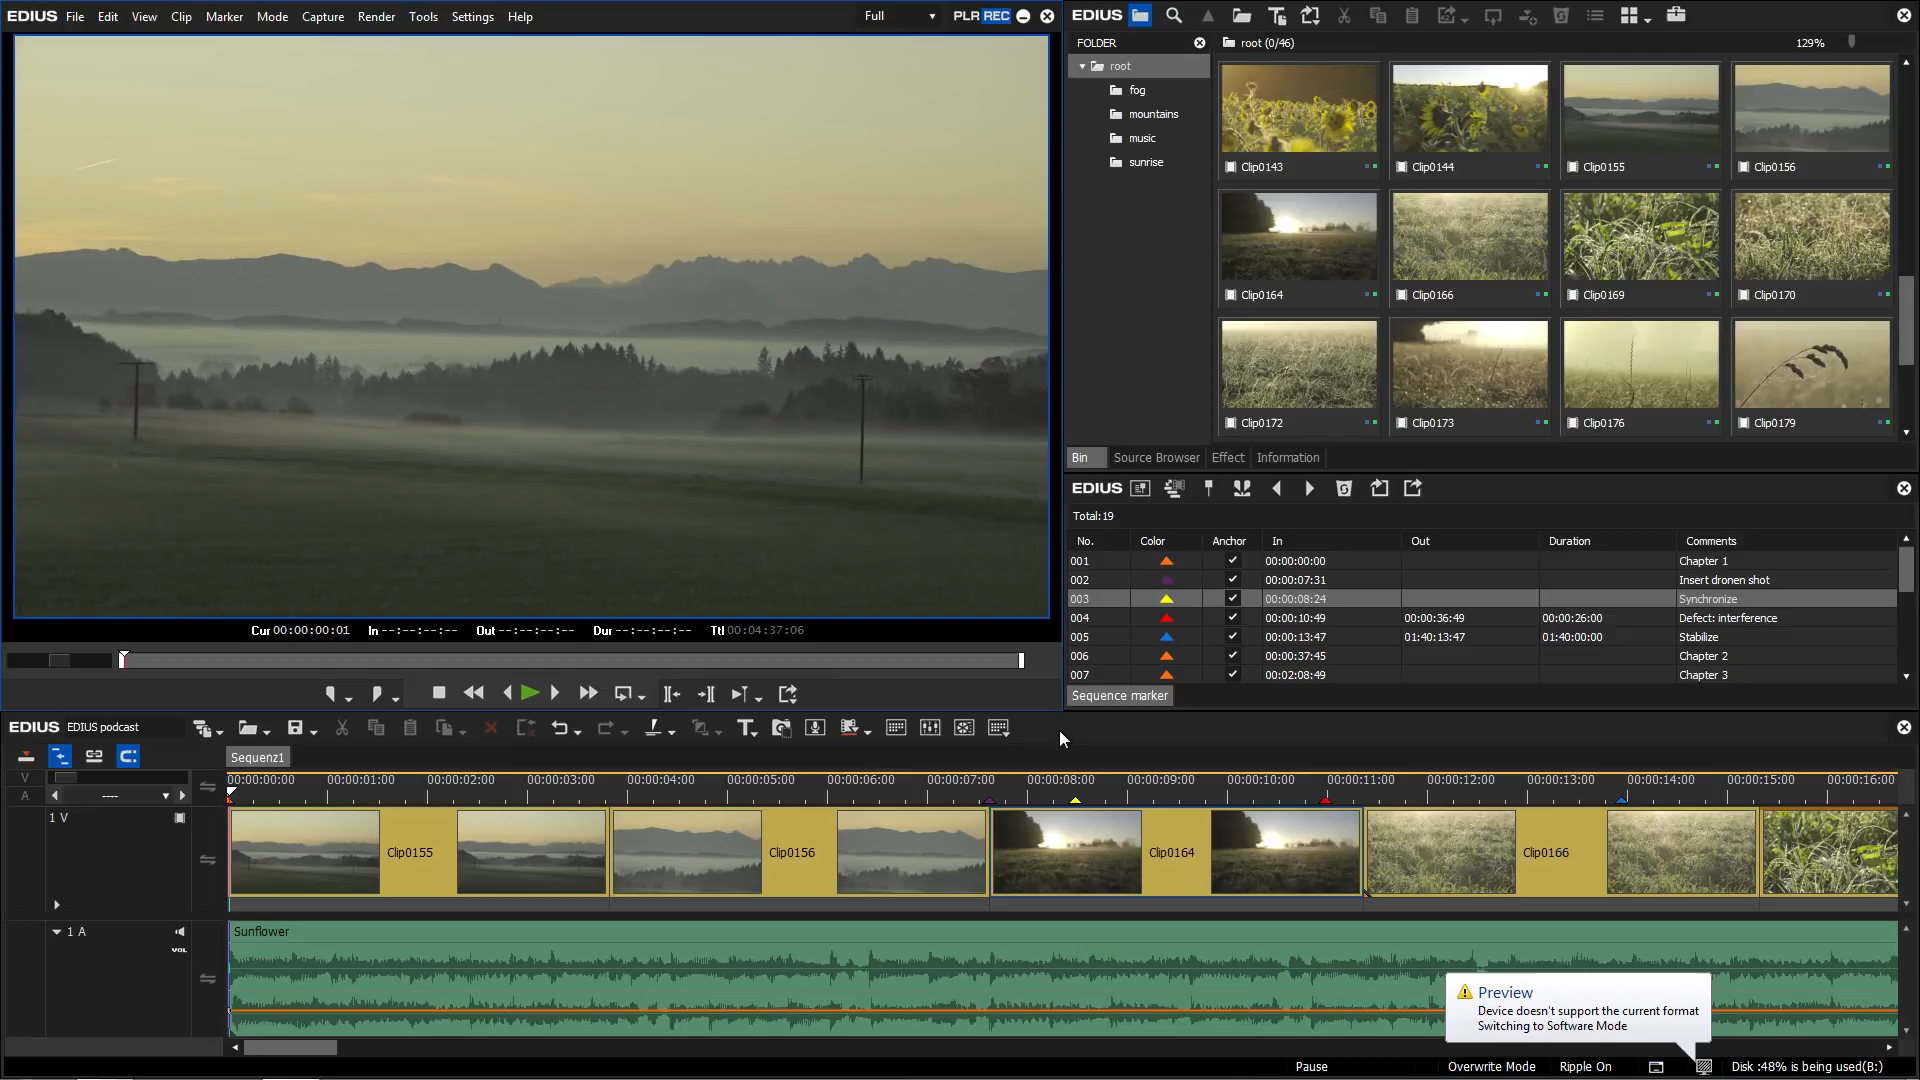 EDIUS File Edit View Clip Marker Mode Capture Render Tools Settings Help Full PLR REC
Cur 00:00:00:01 In --:--:--:-- Out --:--:--:-- Dur --:--:--:-- Ttl 00:04:37:06
EDIUS
FOLDER root (0/46) 129%
root
fog
mountains
music
sunrise
Clip0143 Clip0144 Clip0155 Clip0156
Clip0164 Clip0166 Clip0169 Clip0170
Clip0172 Clip0173 Clip0176 Clip0179
Bin Source Browser Effect Information
EDIUS
Total:19
No. Color Anchor In Out Duration Comments
001 00:00:00:00 Chapter 1
002 00:00:07:31 Insert dronen shot
003 00:00:08:24 Synchronize
004 00:00:10:49 00:00:36:49 00:00:26:00 Defect: interference
005 00:00:13:47 01:40:13:47 01:40:00:00 Stabilize
006 00:00:37:45 Chapter 2
007 00:02:08:49 Chapter 3
Sequence marker
EDIUS EDIUS podcast
Sequenz1
V 00:00:00:00 00:00:01:00 00:00:02:00 00:00:03:00 00:00:04:00 00:00:05:00 00:00:06:00 00:00:07:00 00:00:08:00 00:00:09:00 00:00:10:00 00:00:11:00 00:00:12:00 00:00:13:00 00:00:14:00 00:00:15:00 00:00:16:00
A ----
1 V
Clip0155 Clip0156 Clip0164 Clip0166
1 A Sunflower
VOL
Preview
Device doesn't support the current format
Switching to Software Mode
Pause Overwrite Mode Ripple On Disk :48% is being used(B:)